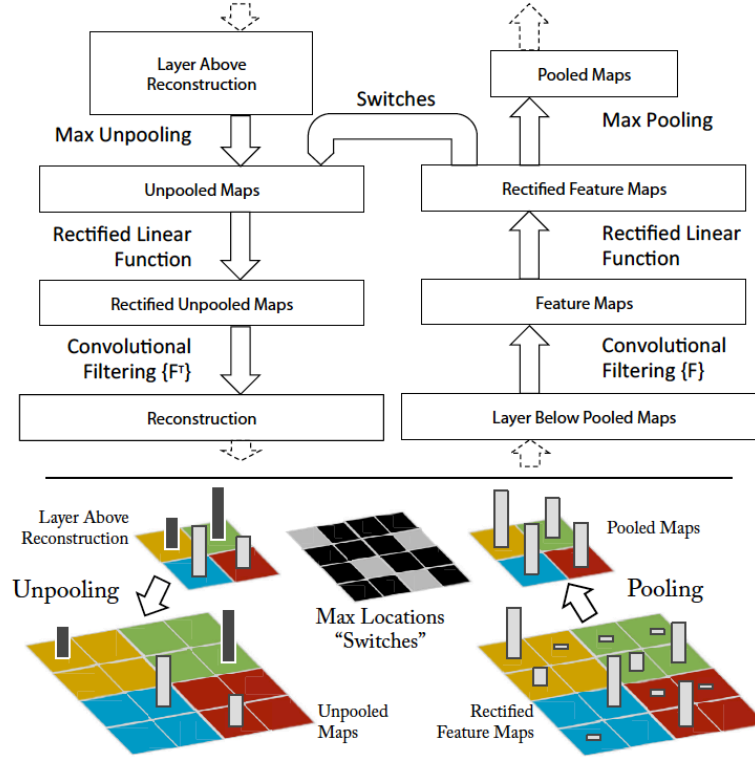 Layer Above
Reconstruction
Pooled Maps
Switches
Max Unpooling
Max Pooling
Unpooled Maps
Rectified Feature Maps
Rectified Linear
Function
Rectified Linear
Function
Rectified Unpooled Maps
Feature Maps
Convolutional
Filtering {Fᵀ}
Convolutional
Filtering {F}
Reconstruction
Layer Below Pooled Maps
Layer Above
Reconstruction
Pooled Maps
Unpooling
Pooling
Max Locations
“Switches”
Unpooled
Maps
Rectified
Feature Maps